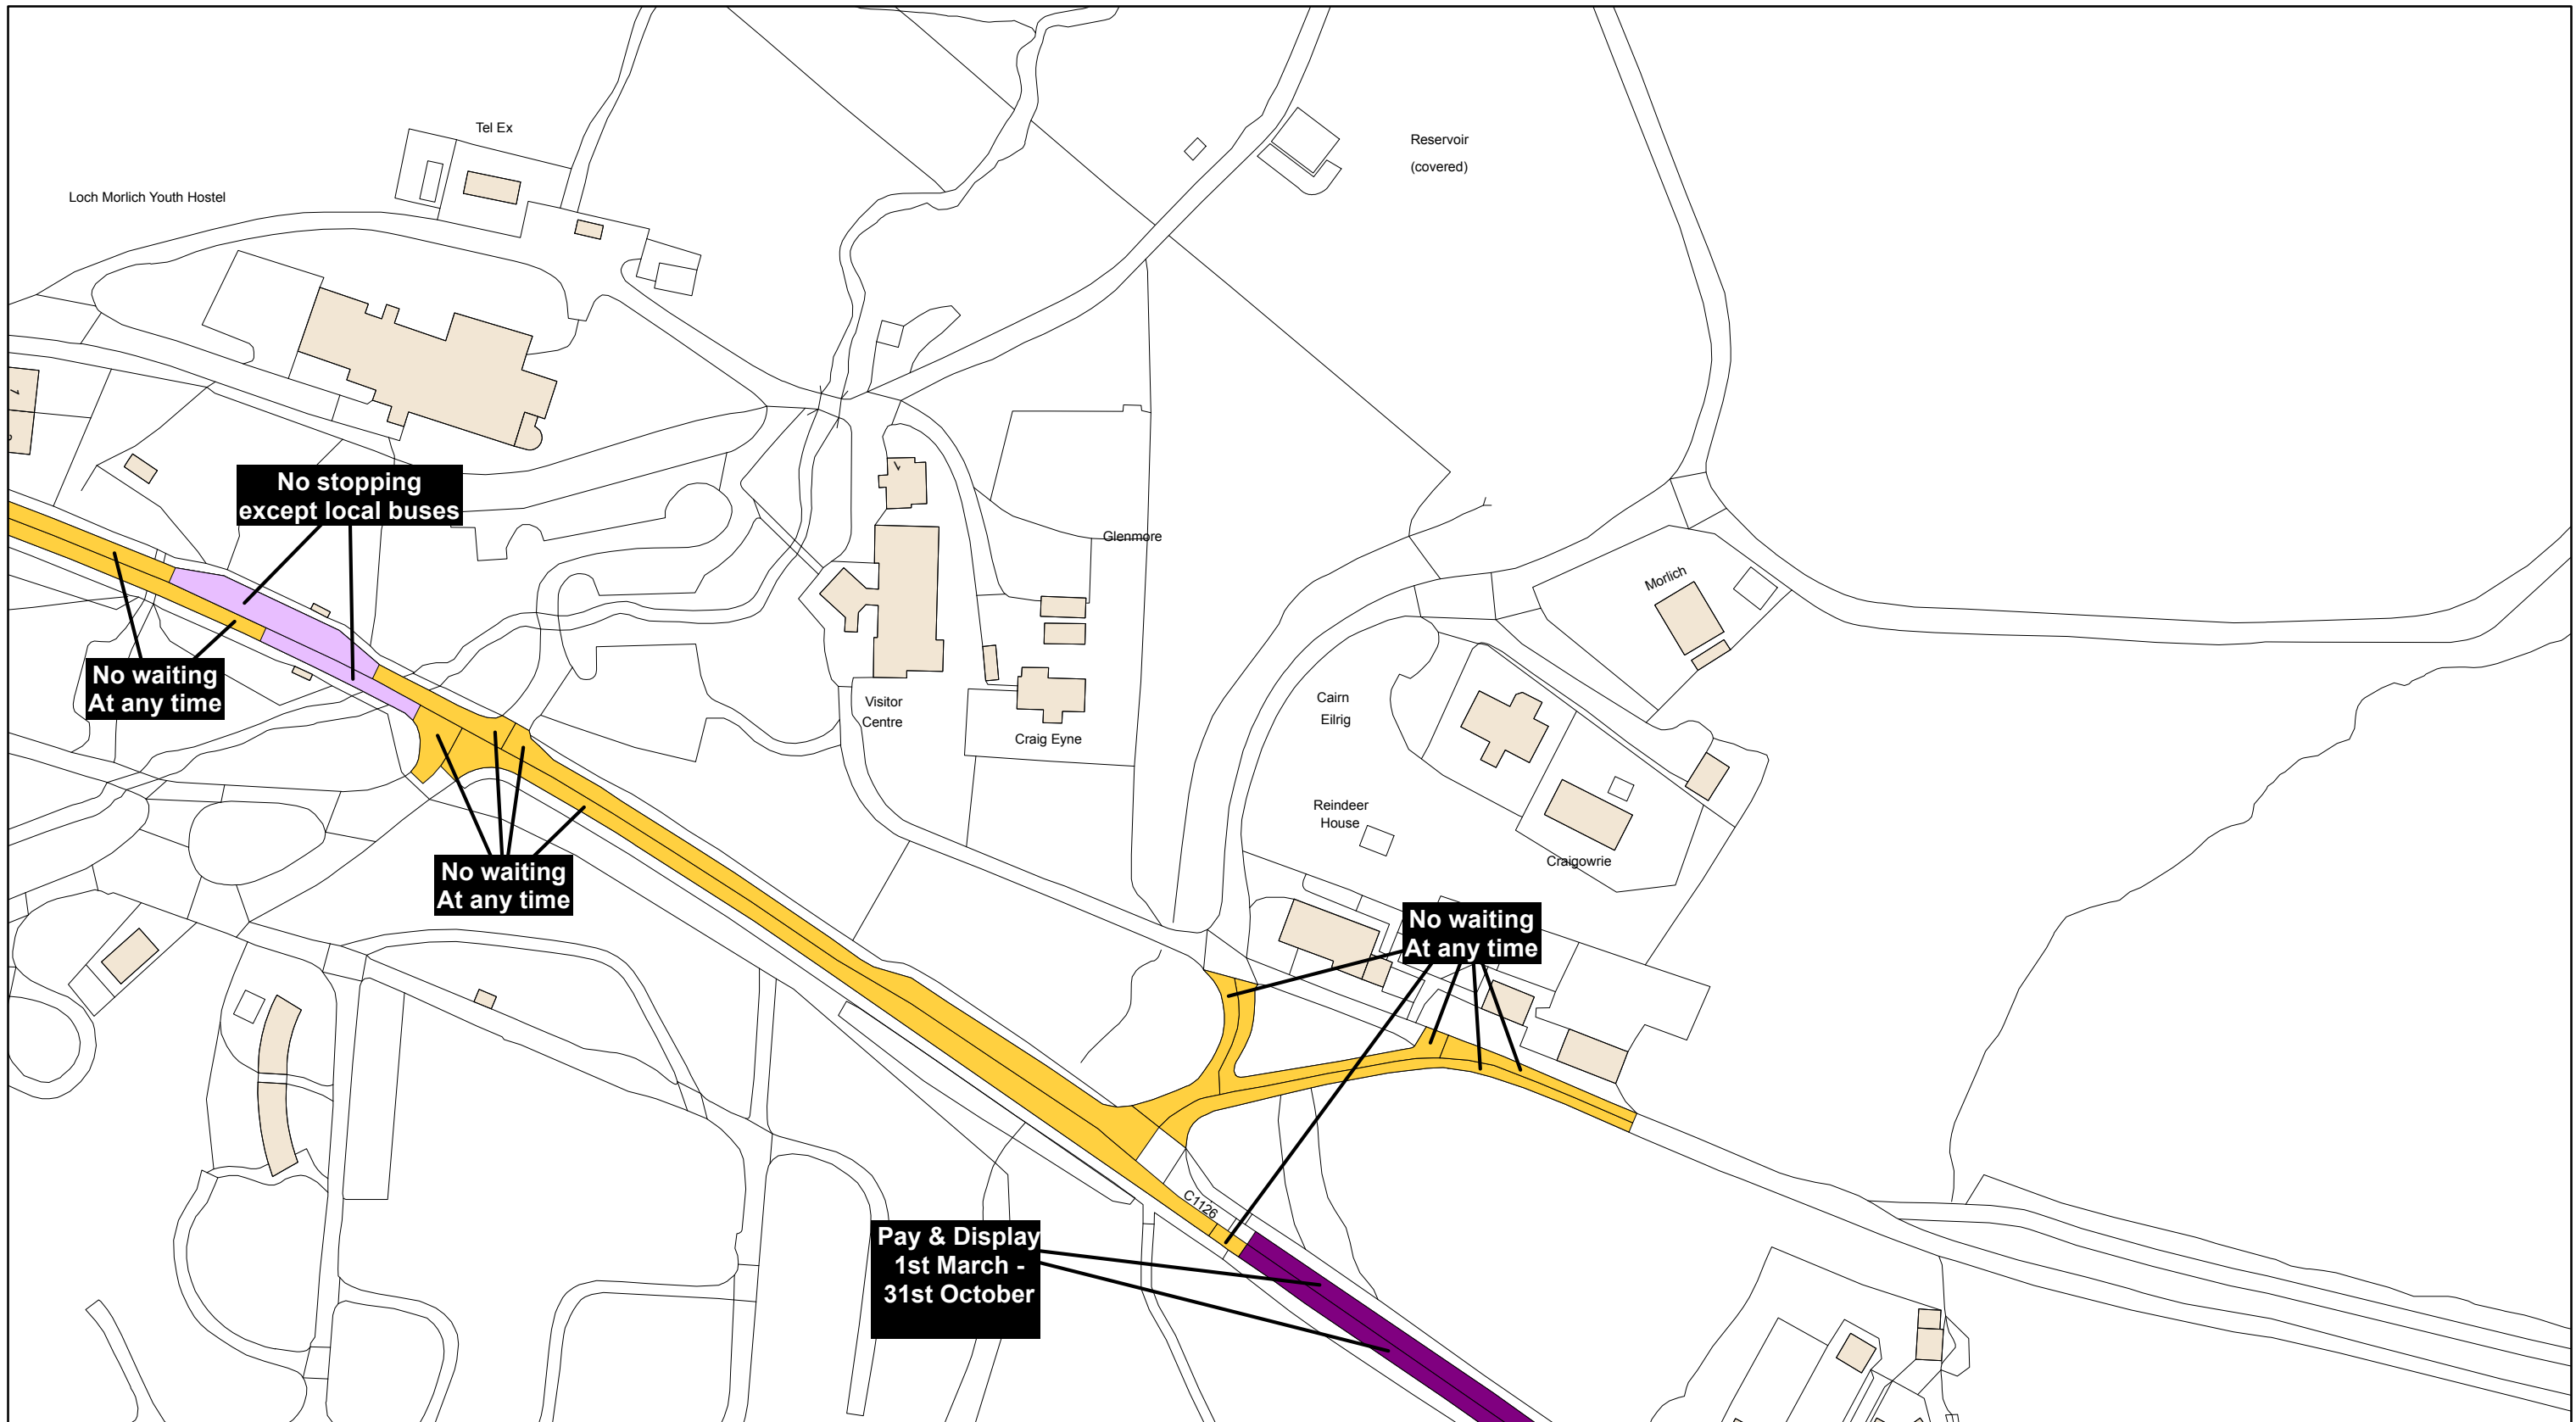 Tel Ex
Reservoir
(covered)
Loch Morlich Youth Hostel
1
No stopping
except local buses
1
Glenmore
Morlich
No waiting
At any time
Visitor
Centre
Craig Eyne
Cairn
Eilrig
Reindeer
House
Craigowrie
No waiting
At any time
No waiting
At any time
C1126
Pay & Display
1st March -
31st October